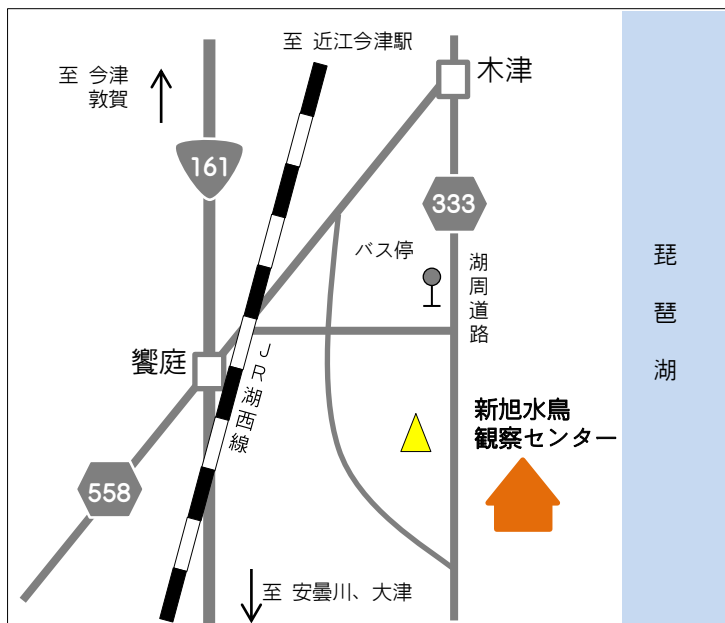 至 近江今津駅
至 今津
敦賀
木津
161
333
バス停
湖周道路
琵琶湖
饗庭
JR湖西線
新旭水鳥
観察センター
558
至 安曇川、大津